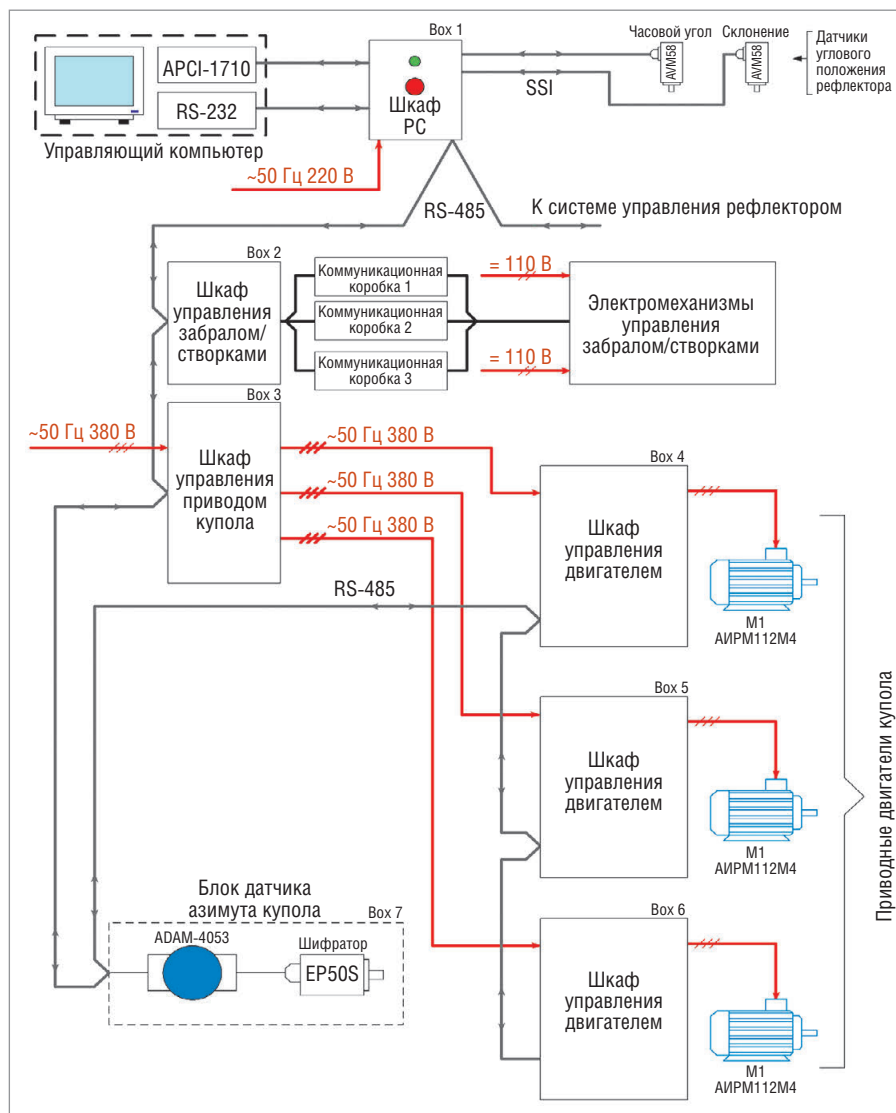 Box 1
APCI-1710
RS-232
Управляющий компьютер
Шкаф
PC
Часовой угол
Склонение
AVM58
AVM58
Датчики
углового
положения
рефлектора
SSI
~50 Гц 220 В
RS-485
К системе управления рефлектором
Box 2
Шкаф
управления
забралом/
створками
Коммуникационная
коробка 1
Коммуникационная
коробка 2
Коммуникационная
коробка 3
= 110 В
= 110 В
Электромеханизмы
управления
забралом/створками
Box 3
~50 Гц 380 В
Шкаф
управления
приводом
купола
~50 Гц 380 В
~50 Гц 380 В
~50 Гц 380 В
Box 4
Шкаф
управления
двигателем
М1
АИРМ112М4
RS-485
Box 5
Шкаф
управления
двигателем
М1
АИРМ112М4
Приводные двигатели купола
Блок датчика
азимута купола
Box 7
ADAM-4053
Шифратор
EP50S
Box 6
Шкаф
управления
двигателем
М1
АИРМ112М4